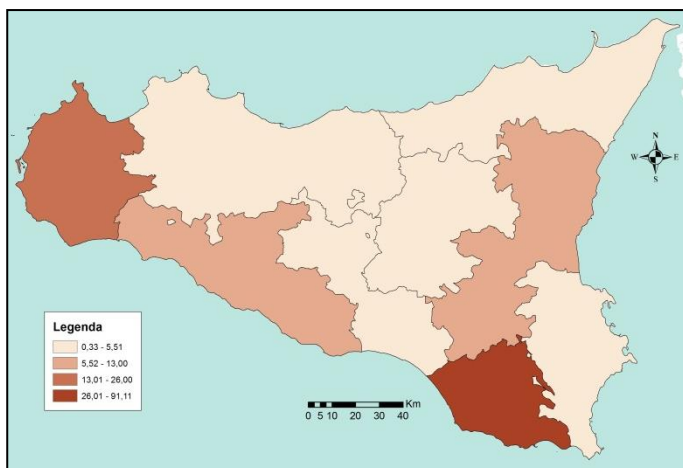 N
W E
S
Legenda
0,33 - 5,51
5,52 - 13,00
13,01 - 26,00
26,01 - 91,11
Km
0 5 10 20 30 40